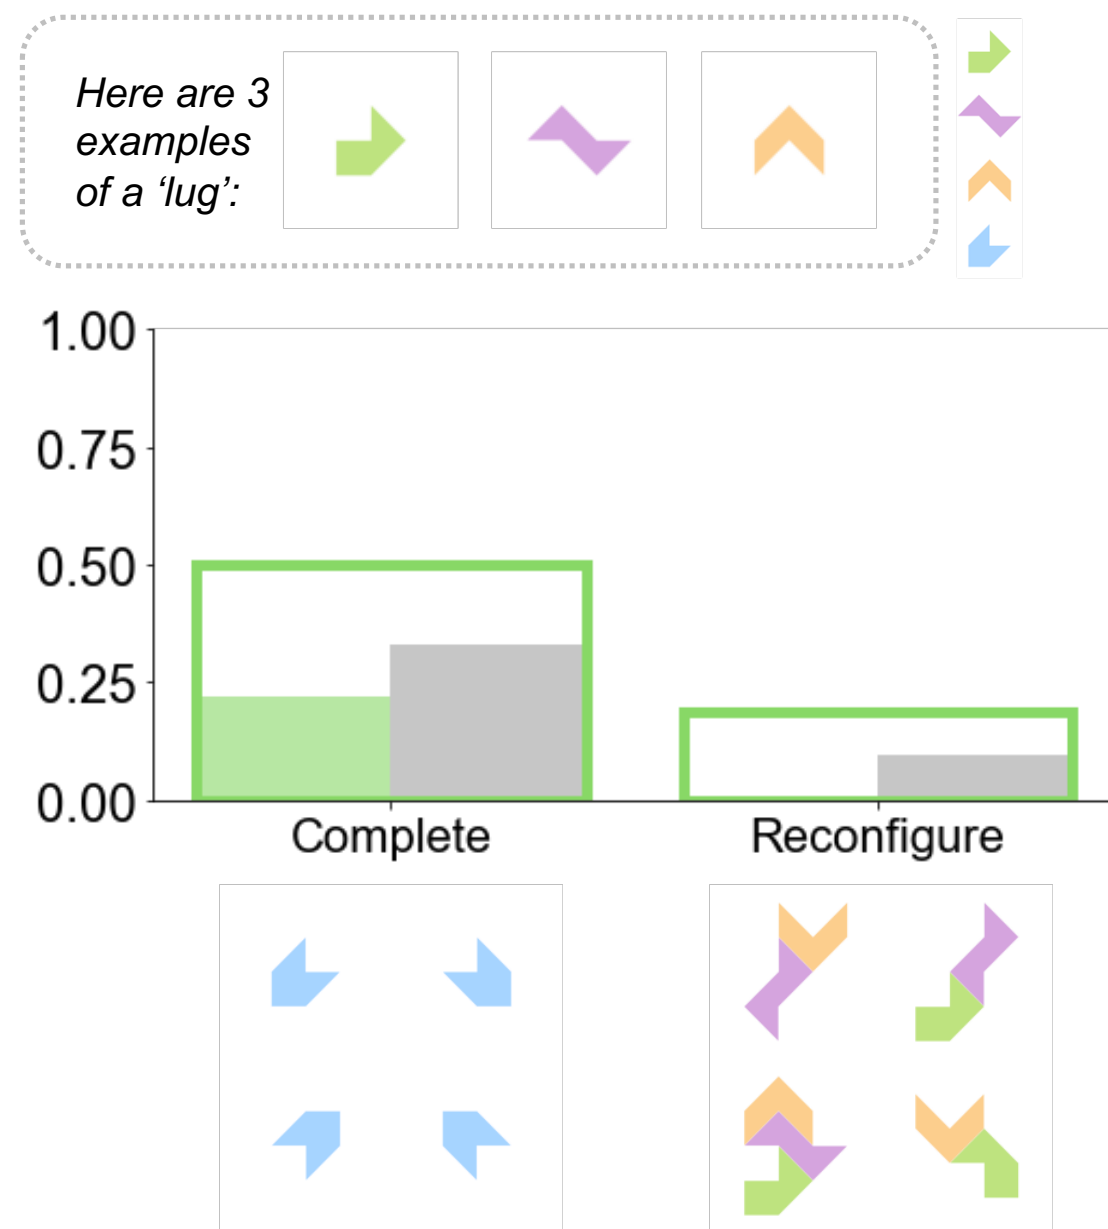 Here are 3
examples
of a ‘lug’:
1.00
0.75
0.50
0.25
0.00
Complete
Reconfigure